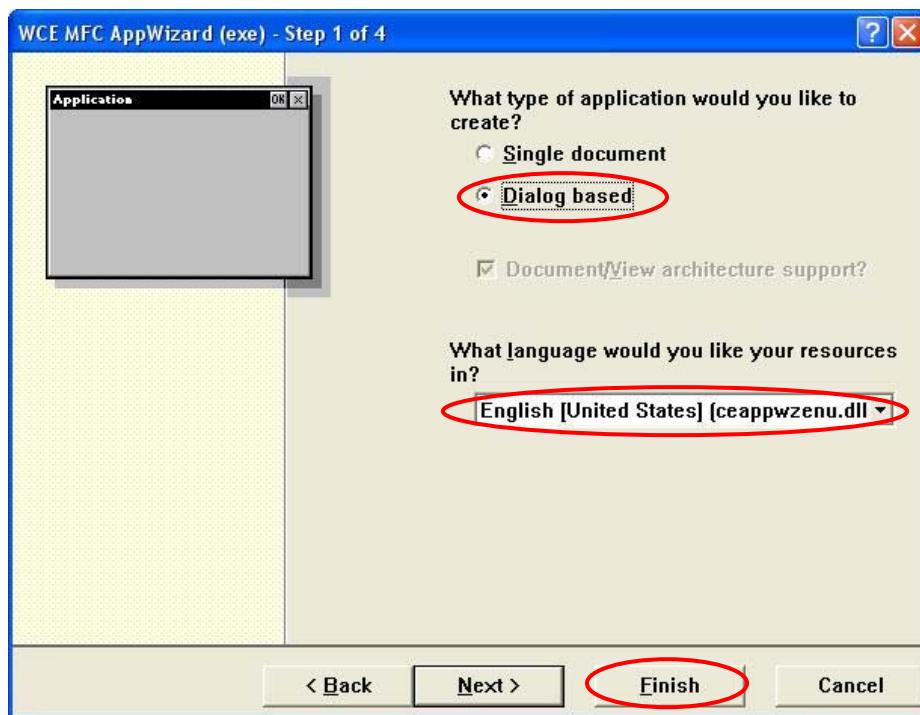 WCE MFC AppWizard (exe) - Step 1 of 4
?
Application
OK
What type of application would you like to
create?
Single document
Dialog based
Document/View architecture support?
What language would you like your resources
in?
English [United States] (ceappwzenu.dll
< Back
Next >
Finish
Cancel